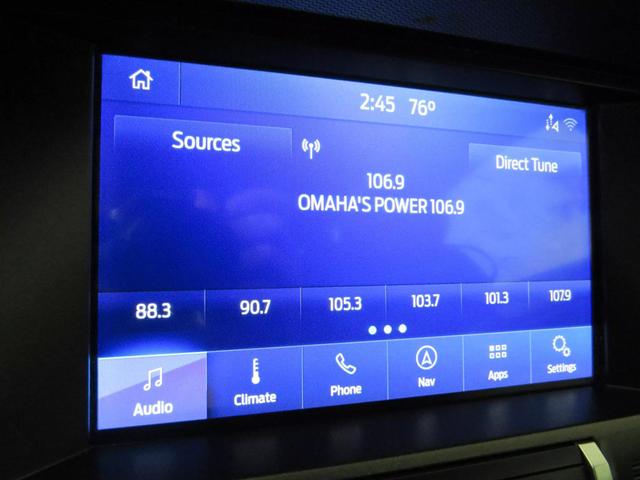 2:45 76º
Sources
Direct Tune
106.9
OMAHA'S POWER 106.9
88.3 90.7 105.3 103.7 101.3 107.9
Audio Climate Phone Nav Apps Settings